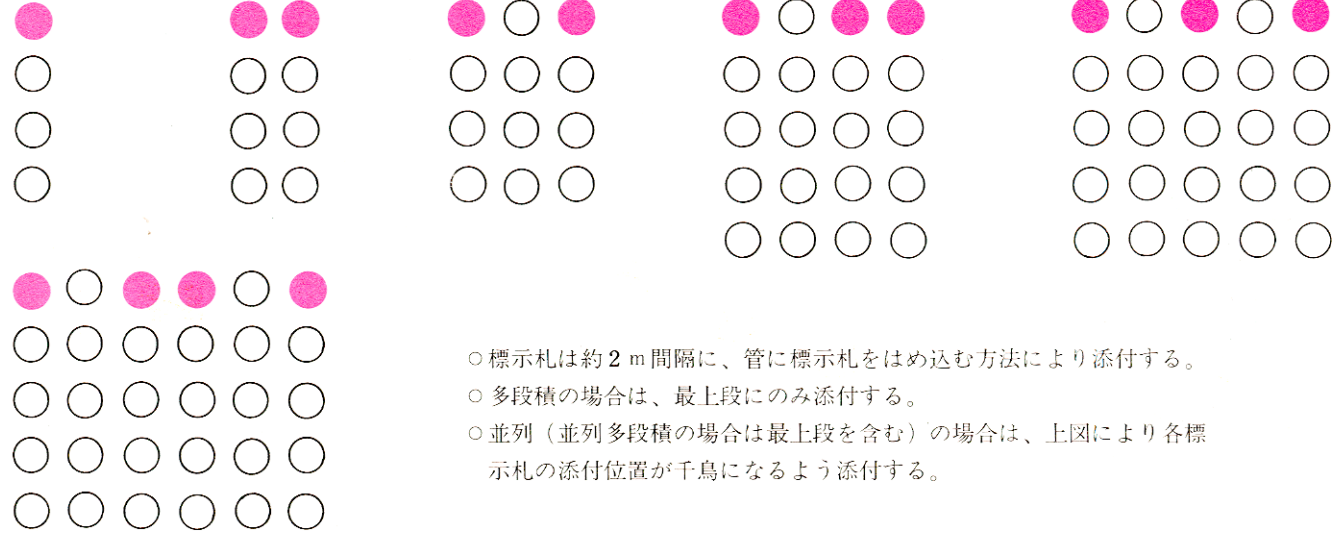 ○標示札は約2m間隔に、管に標示札をはめ込む方法により添付する。
○多段積の場合は、最上段にのみ添付する。
○並列（並列多段積の場合は最上段を含む）の場合は、上図により各標
示札の添付位置が千鳥になるよう添付する。